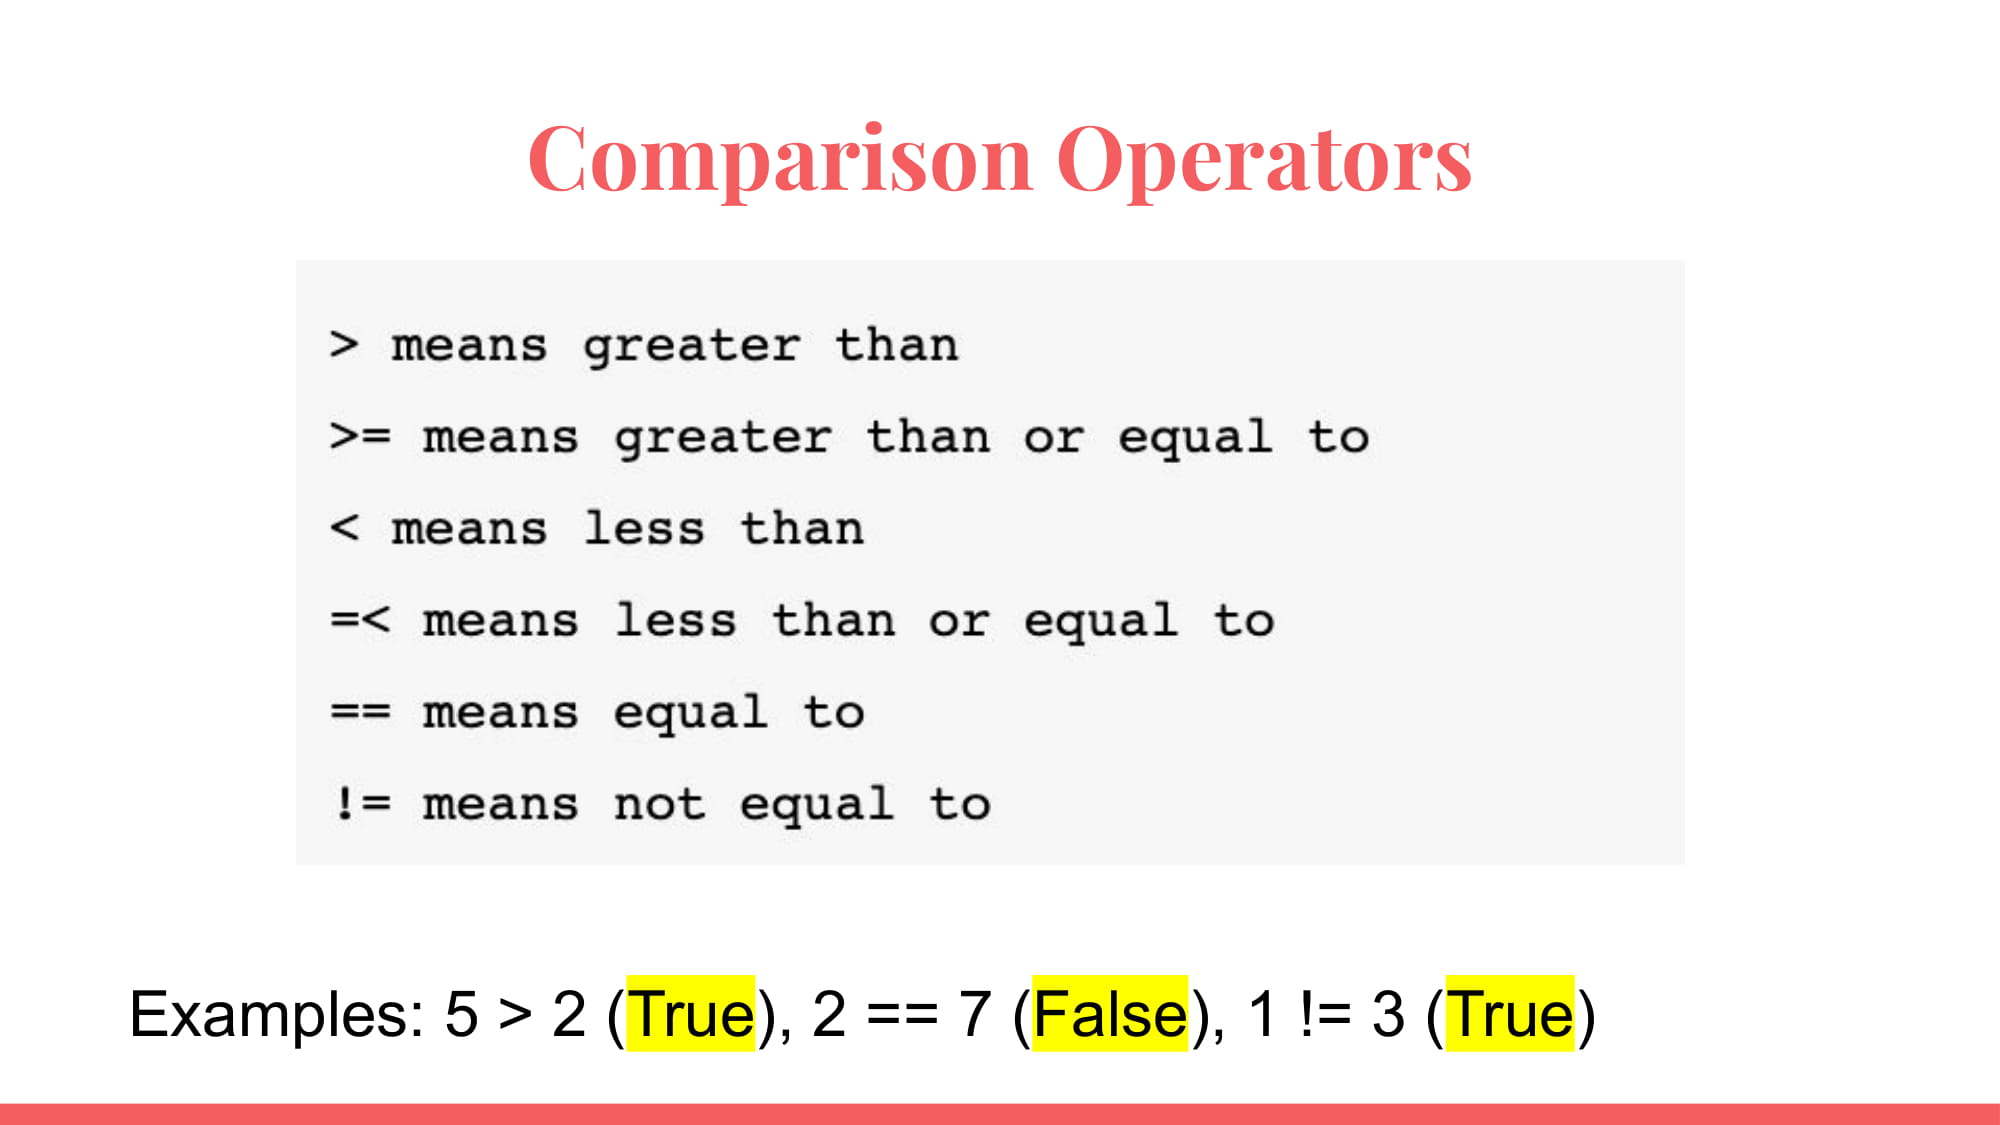 Comparison Operators
> means greater than
>= means greater than or equal to
< means less than
=< means less than or equal to
== means equal to
!= means not equal to
Examples: 5 > 2 (True), 2 == 7 (False), 1 != 3 (True)